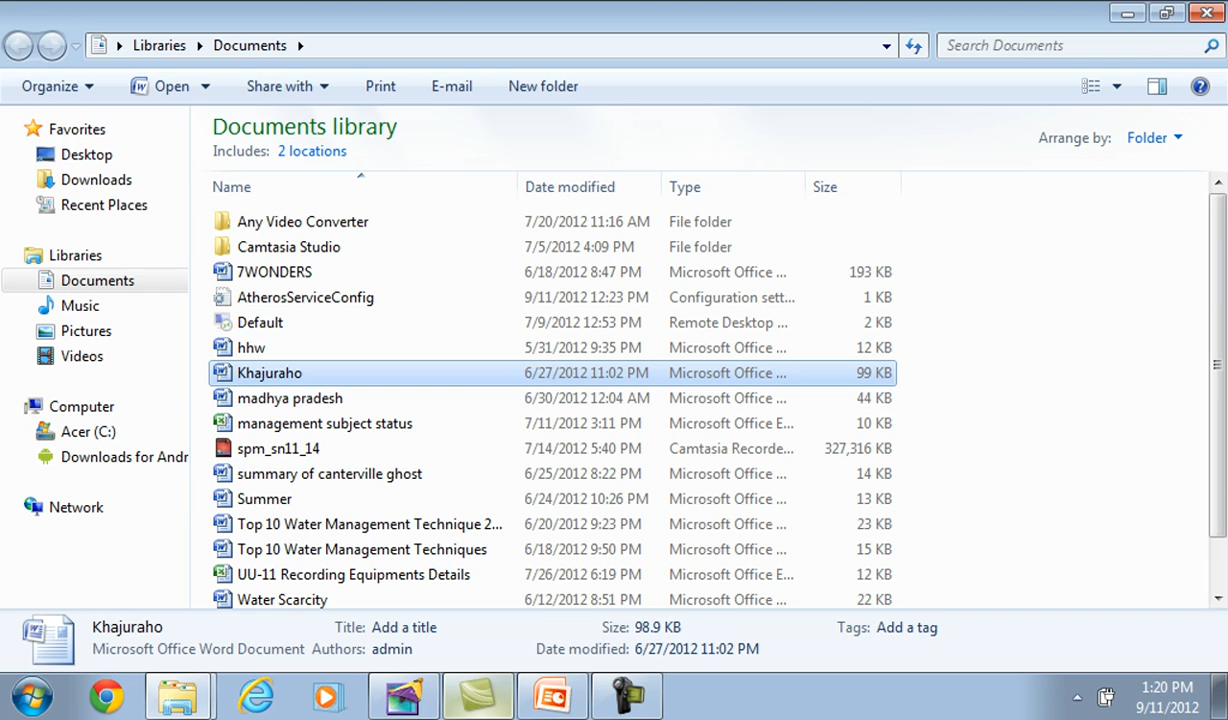 Libraries Documents
Search Documents
Organize Open Share with Print E-mail New folder
Documents library
Includes: 2 locations
Arrange by: Folder
Name Date modified Type Size
Favorites
Desktop
Downloads
Recent Places
Libraries
Documents
Music
Pictures
Videos
Computer
Acer (C:)
Downloads for Andr
Network
Any Video Converter 7/20/2012 11:16 AM File folder
Camtasia Studio 7/5/2012 4:09 PM File folder
7WONDERS 6/18/2012 8:47 PM Microsoft Office ... 193 KB
AtherosServiceConfig 9/11/2012 12:23 PM Configuration sett... 1 KB
Default 7/9/2012 12:53 PM Remote Desktop ... 2 KB
hhw 5/31/2012 9:35 PM Microsoft Office ... 12 KB
Khajuraho 6/27/2012 11:02 PM Microsoft Office ... 99 KB
madhya pradesh 6/30/2012 12:04 AM Microsoft Office ... 44 KB
management subject status 7/11/2012 3:11 PM Microsoft Office E... 10 KB
spm_sn11_14 7/14/2012 5:40 PM Camtasia Recorde... 327,316 KB
summary of canterville ghost 6/25/2012 8:22 PM Microsoft Office ... 14 KB
Summer 6/24/2012 10:26 PM Microsoft Office ... 13 KB
Top 10 Water Management Technique 2... 6/20/2012 9:23 PM Microsoft Office ... 23 KB
Top 10 Water Management Techniques 6/18/2012 9:50 PM Microsoft Office ... 15 KB
UU-11 Recording Equipments Details 7/26/2012 6:19 PM Microsoft Office E... 12 KB
Water Scarcity 6/12/2012 8:51 PM Microsoft Office ... 22 KB
Khajuraho Title: Add a title Size: 98.9 KB Tags: Add a tag
Microsoft Office Word Document Authors: admin Date modified: 6/27/2012 11:02 PM
1:20 PM
9/11/2012